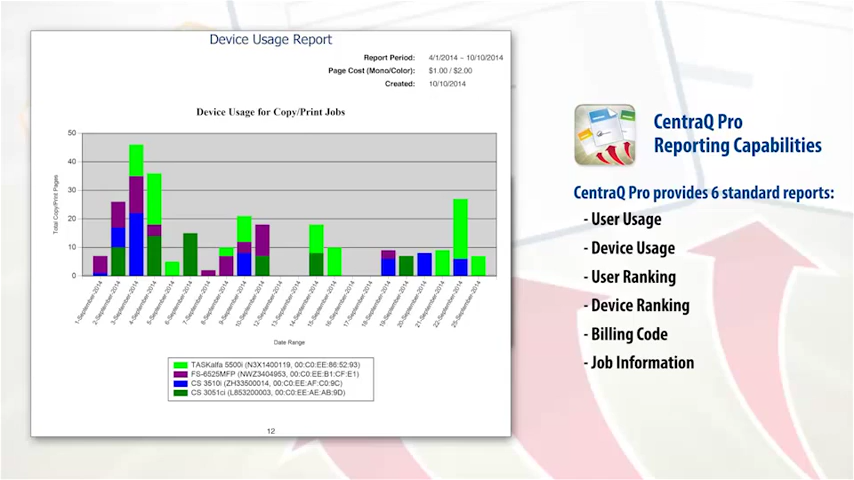 Device Usage Report
Report Period: 4/1/2014 – 10/10/2014
Page Cost (Mono/Color): $1.00 / $2.00
Created: 10/10/2014
Device Usage for Copy/Print Jobs
Total Copy/Print Pages
50
40
30
20
10
0
1-September-2014
2-September-2014
3-September-2014
4-September-2014
5-September-2014
6-September-2014
7-September-2014
8-September-2014
9-September-2014
10-September-2014
12-September-2014
13-September-2014
14-September-2014
15-September-2014
16-September-2014
17-September-2014
18-September-2014
19-September-2014
20-September-2014
21-September-2014
22-September-2014
25-September-2014
Date Range
TASKalfa 5500i (N3X1400119, 00:C0:EE:86:52:93)
FS-6525MFP (NWZ3404953, 00:C0:EE:B1:CF:E1)
CS 3510i (ZH33500014, 00:C0:EE:AF:C0:9C)
CS 3051ci (L853200003, 00:C0:EE:AE:AB:9D)
12
CentraQ Pro
Reporting Capabilities
CentraQ Pro provides 6 standard reports:
- User Usage
- Device Usage
- User Ranking
- Device Ranking
- Billing Code
- Job Information